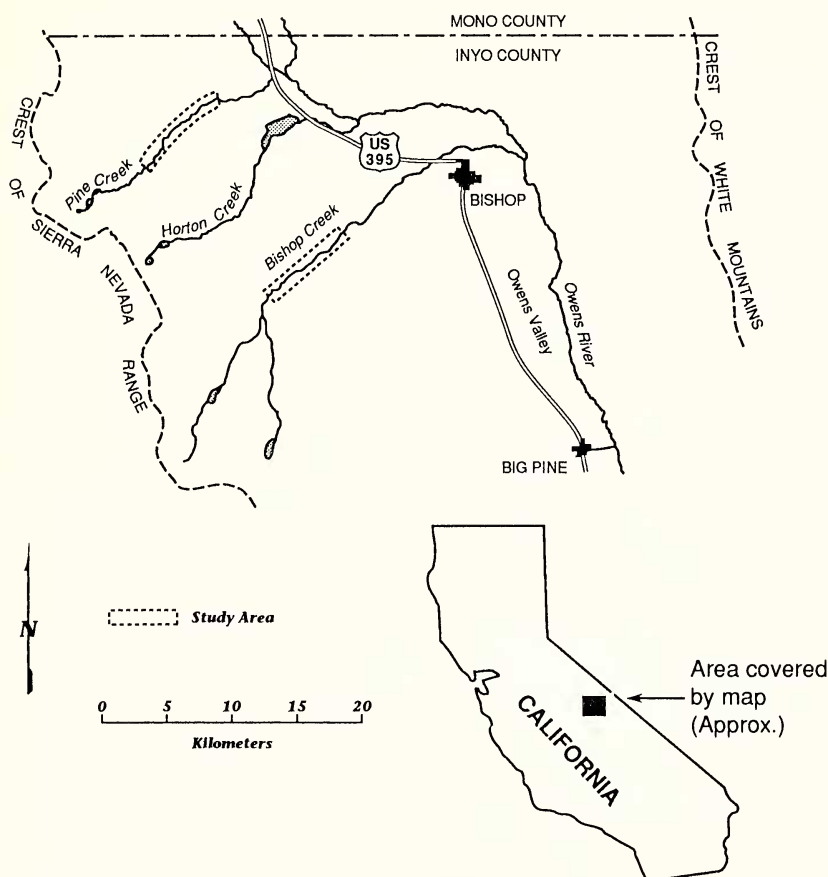 MONO COUNTY
INYO COUNTY
CREST OF SIERRA NEVADA RANGE
CREST OF WHITE MOUNTAINS
Pine Creek
Horton Creek
Bishop Creek
US
395
BISHOP
Owens Valley
Owens River
BIG PINE
N
Study Area
0 5 10 15 20
Kilometers
CALIFORNIA
Area covered
by map
(Approx.)